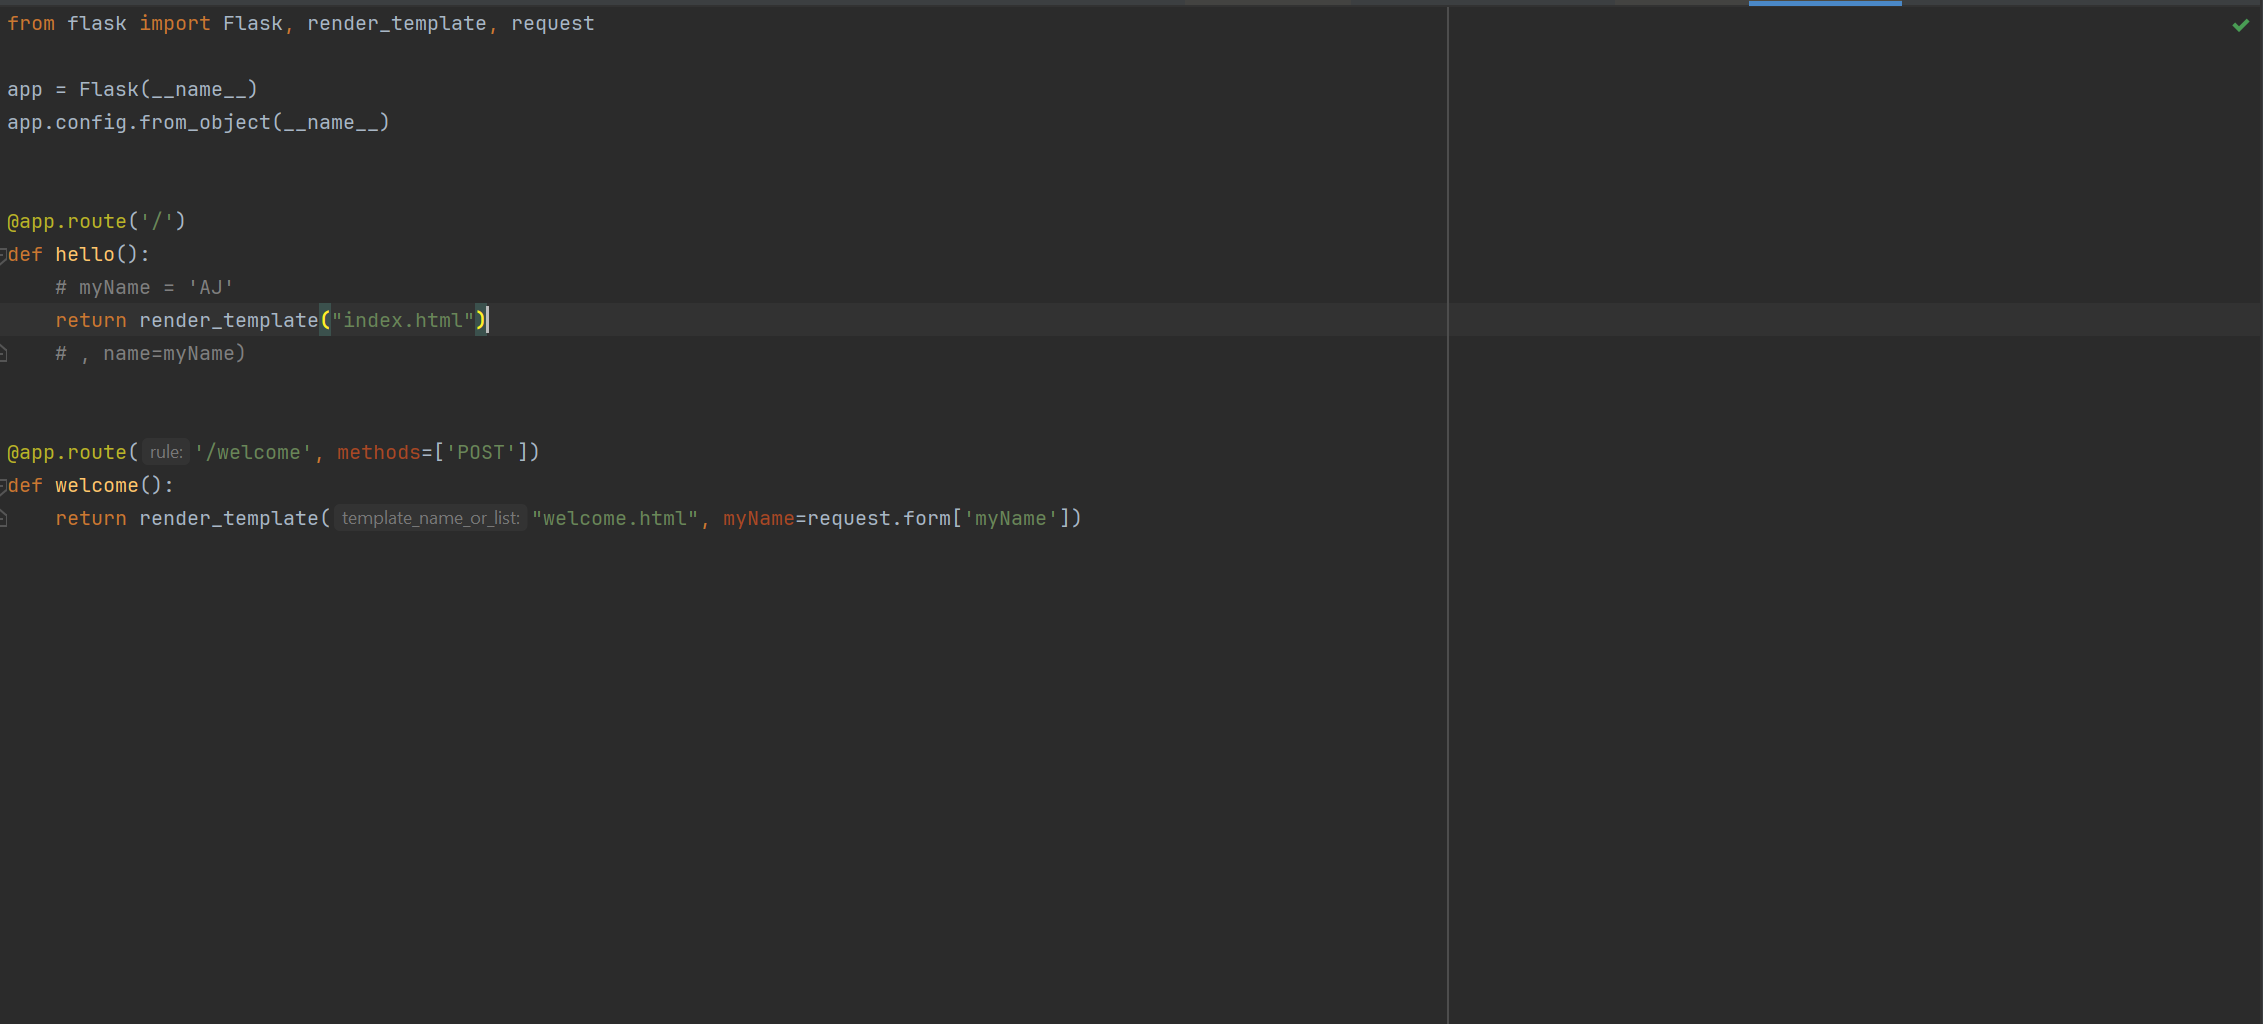 from flask import Flask, render_template, request
app = Flask(__name__)
app.config.from_object(__name__)
@app.route('/')
def hello():
# myName = 'AJ'
return render_template("index.html")
# , name=myName)
@app.route( rule: '/welcome', methods=['POST'])
def welcome():
return render_template( template_name_or_list: "welcome.html", myName=request.form['myName'])